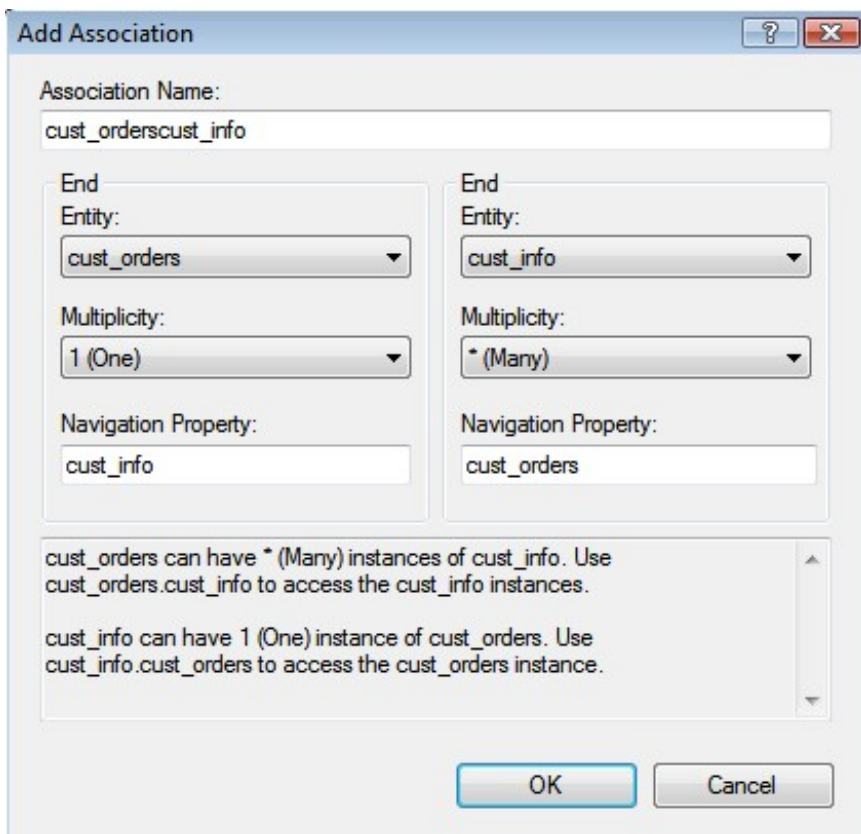 Add Association
Association Name:
cust_orderscust_info
End
Entity:
cust_orders
Multiplicity:
1 (One)
Navigation Property:
cust_info
End
Entity:
cust_info
Multiplicity:
* (Many)
Navigation Property:
cust_orders
cust_orders can have * (Many) instances of cust_info. Use
cust_orders.cust_info to access the cust_info instances.
cust_info can have 1 (One) instance of cust_orders. Use
cust_info.cust_orders to access the cust_orders instance.
OK
Cancel